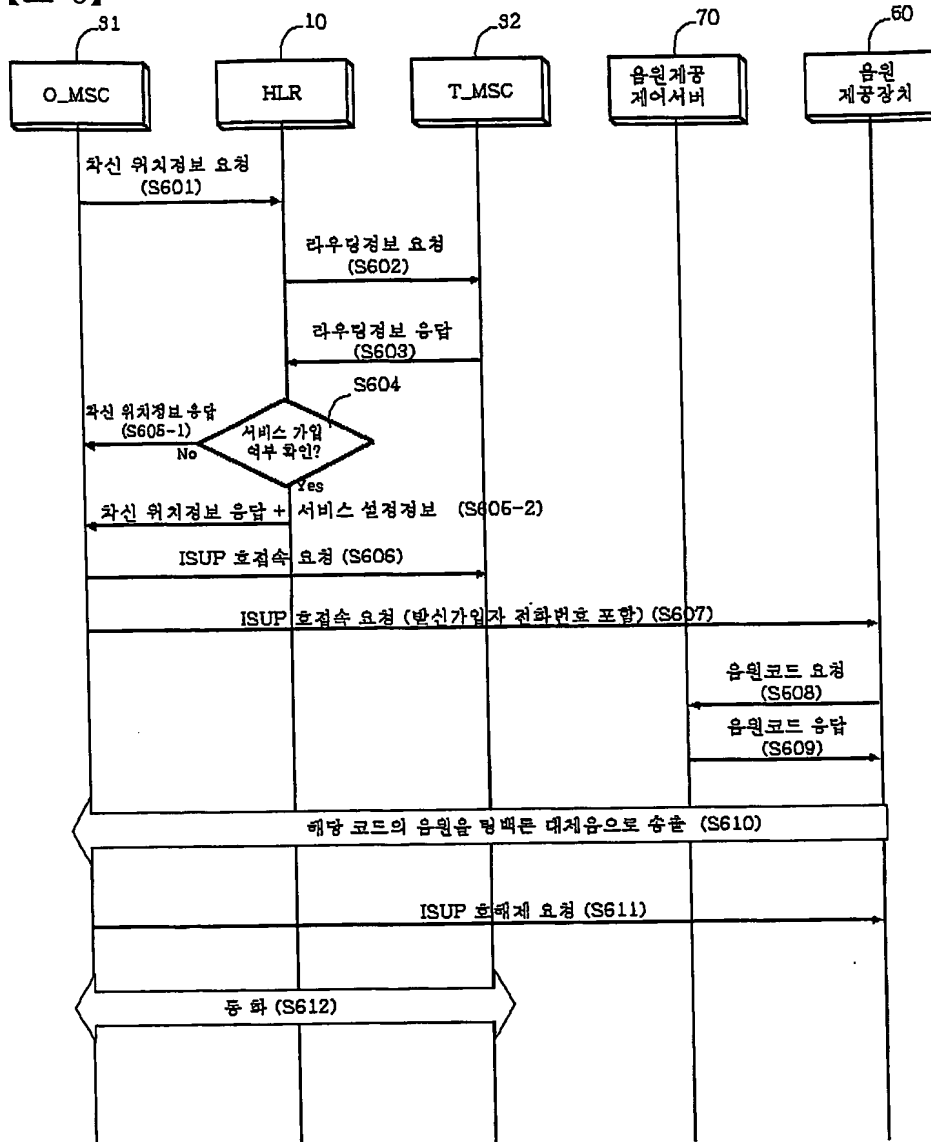 31
10
32
70
60
O_MSC
HLR
T_MSC
음원제공
제어서버
음원
제공장치
착신 위치정보 요청
(S601)
라우팅정보 요청
(S602)
라우팅정보 응답
(S603)
S604
착신 위치정보 응답
(S605-1)
No
서비스 가입
여부 확인?
Yes
착신 위치정보 응답 + 서비스 설정정보 (S605-2)
ISUP 호접속 요청 (S606)
ISUP 호접속 요청 (발신가입자 전화번호 포함) (S607)
음원코드 요청
(S608)
음원코드 응답
(S609)
해당 코드의 음원을 링백톤 대체음으로 송출 (S610)
ISUP 호해제 요청 (S611)
통 화 (S612)